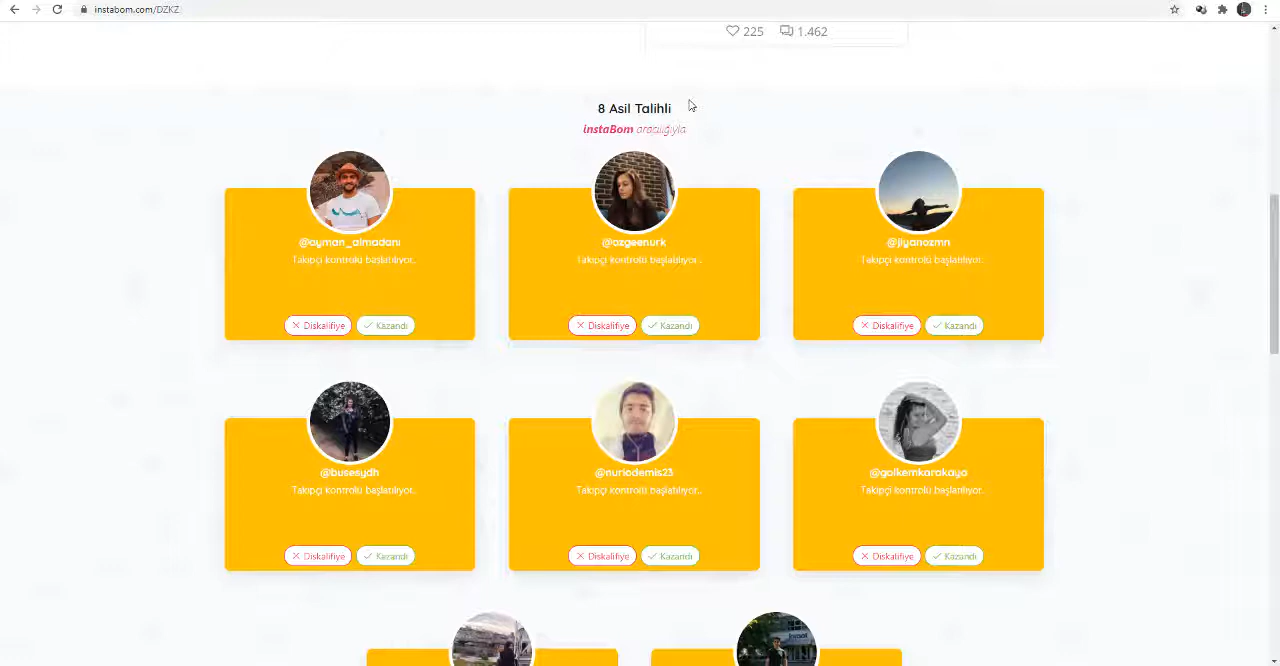 instabom.com/DZKZ
225 1.462
8 Asil Talihli
instaBom aracılığıyla
@ayman_almadani @ozgeenurk @jiyanozmn
Takipçi kontrolü başlatılıyor.. Takipçi kontrolü başlatılıyor.. Takipçi kontrolü başlatılıyor..
Diskalifiye Kazandı Diskalifiye Kazandı Diskalifiye Kazandı
@busesydh @nuriodemis23 @golkemkarakaya
Takipçi kontrolü başlatılıyor.. Takipçi kontrolü başlatılıyor.. Takipçi kontrolü başlatılıyor..
Diskalifiye Kazandı Diskalifiye Kazandı Diskalifiye Kazandı